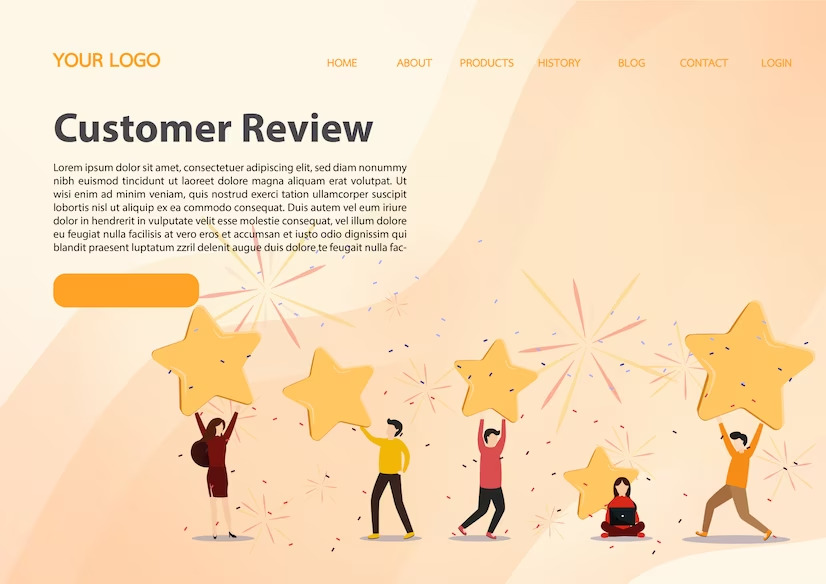 YOUR LOGO
HOME ABOUT PRODUCTS HISTORY BLOG CONTACT LOGIN
Customer Review
Lorem ipsum dolor sit amet, consectetuer adipiscing elit, sed diam nonummy
nibh euismod tincidunt ut laoreet dolore magna aliquam erat volutpat. Ut
wisi enim ad minim veniam, quis nostrud exerci tation ullamcorper suscipit
lobortis nisl ut aliquip ex ea commodo consequat. Duis autem vel eum iriure
dolor in hendrerit in vulputate velit esse molestie consequat, vel illum dolore
eu feugiat nulla facilisis at vero eros et accumsan et iusto odio dignissim qui
blandit praesent luptatum zzril delenit augue duis dolore te feugait nulla fac-